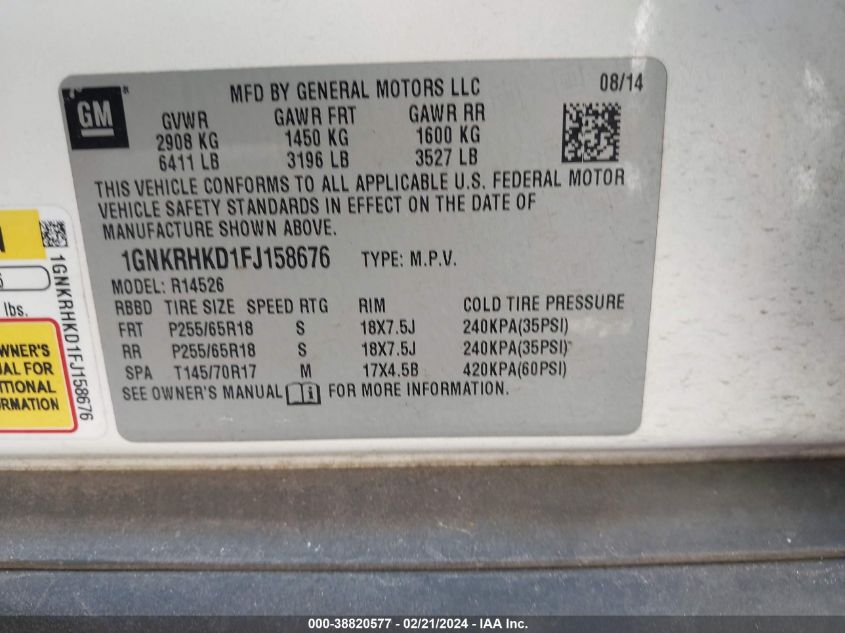 MFD BY GENERAL MOTORS LLC 08/14
GM
GVWR GAWR FRT GAWR RR
2908 KG 1450 KG 1600 KG
6411 LB 3196 LB 3527 LB
THIS VEHICLE CONFORMS TO ALL APPLICABLE U.S. FEDERAL MOTOR
VEHICLE SAFETY STANDARDS IN EFFECT ON THE DATE OF
MANUFACTURE SHOWN ABOVE.
1GNKRHKD1FJ158676 TYPE: M.P.V.
MODEL: R14526
RBBD TIRE SIZE SPEED RTG RIM COLD TIRE PRESSURE
FRT P255/65R18 S 18X7.5J 240KPA(35PSI)
RR P255/65R18 S 18X7.5J 240KPA(35PSI)
SPA T145/70R17 M 17X4.5B 420KPA(60PSI)
SEE OWNER'S MANUAL i FOR MORE INFORMATION.
lbs.
OWNER'S
FOR
1GNKRHKD1FJ158676
000-38820577 - 02/21/2024 - IAA Inc.